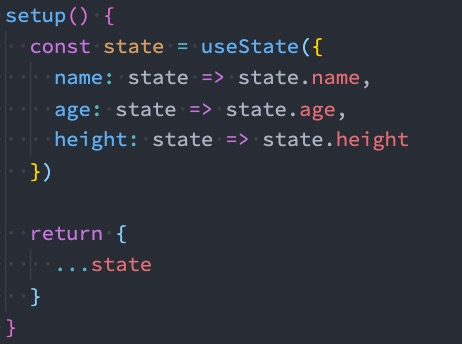 setup() {
  const state = useState({
    name: state => state.name,
    age: state => state.age,
    height: state => state.height
  })

  return {
    ...state
  }
}